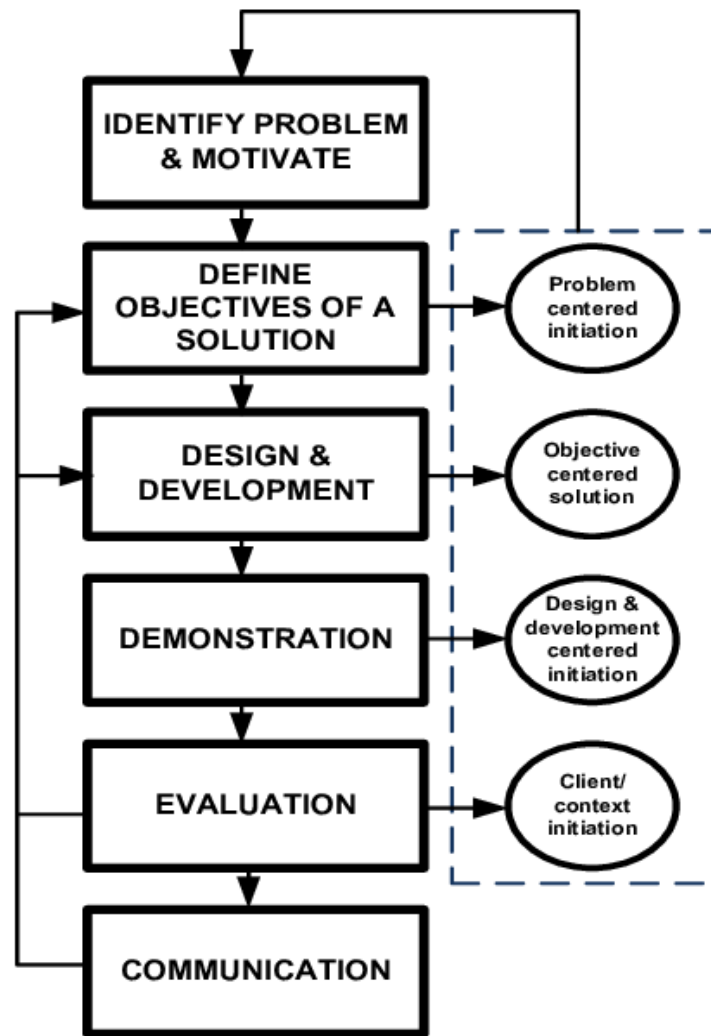 IDENTIFY PROBLEM
& MOTIVATE
DEFINE
OBJECTIVES OF A
SOLUTION
Problem
centered
initiation
DESIGN &
DEVELOPMENT
Objective
centered
solution
DEMONSTRATION
Design &
development
centered
initiation
EVALUATION
Client/
context
initiation
COMMUNICATION